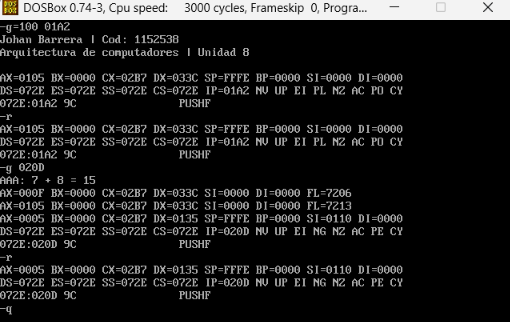 DOSBox 0.74-3, Cpu speed:    3000 cycles, Frameskip  0, Progra...
-g=100 01A2
Johan Barrera | Cod: 1152538
Arquitectura de computadores | Unidad 8
AX=0105 BX=0000 CX=02B7 DX=033C SP=FFFE BP=0000 SI=0000 DI=0000
DS=072E ES=072E SS=072E CS=072E IP=01A2 NV UP EI PL NZ AC PO CY
072E:01A2 9C                PUSHF
-r
AX=0105 BX=0000 CX=02B7 DX=033C SP=FFFE BP=0000 SI=0000 DI=0000
DS=072E ES=072E SS=072E CS=072E IP=01A2 NV UP EI PL NZ AC PO CY
072E:01A2 9C                PUSHF
-g 020D
AAA: 7 + 8 = 15
AX=000F BX=0000 CX=02B7 DX=033C SI=0000 DI=0000 FL=7206
AX=0105 BX=0000 CX=02B7 DX=033C SI=0000 DI=0000 FL=7213
AX=0005 BX=0000 CX=02B7 DX=0135 SP=FFFE BP=0000 SI=0110 DI=0000
DS=072E ES=072E SS=072E CS=072E IP=020D NV UP EI NG NZ AC PE CY
072E:020D 9C                PUSHF
-r
AX=0005 BX=0000 CX=02B7 DX=0135 SP=FFFE BP=0000 SI=0110 DI=0000
DS=072E ES=072E SS=072E CS=072E IP=020D NV UP EI NG NZ AC PE CY
072E:020D 9C                PUSHF
-q